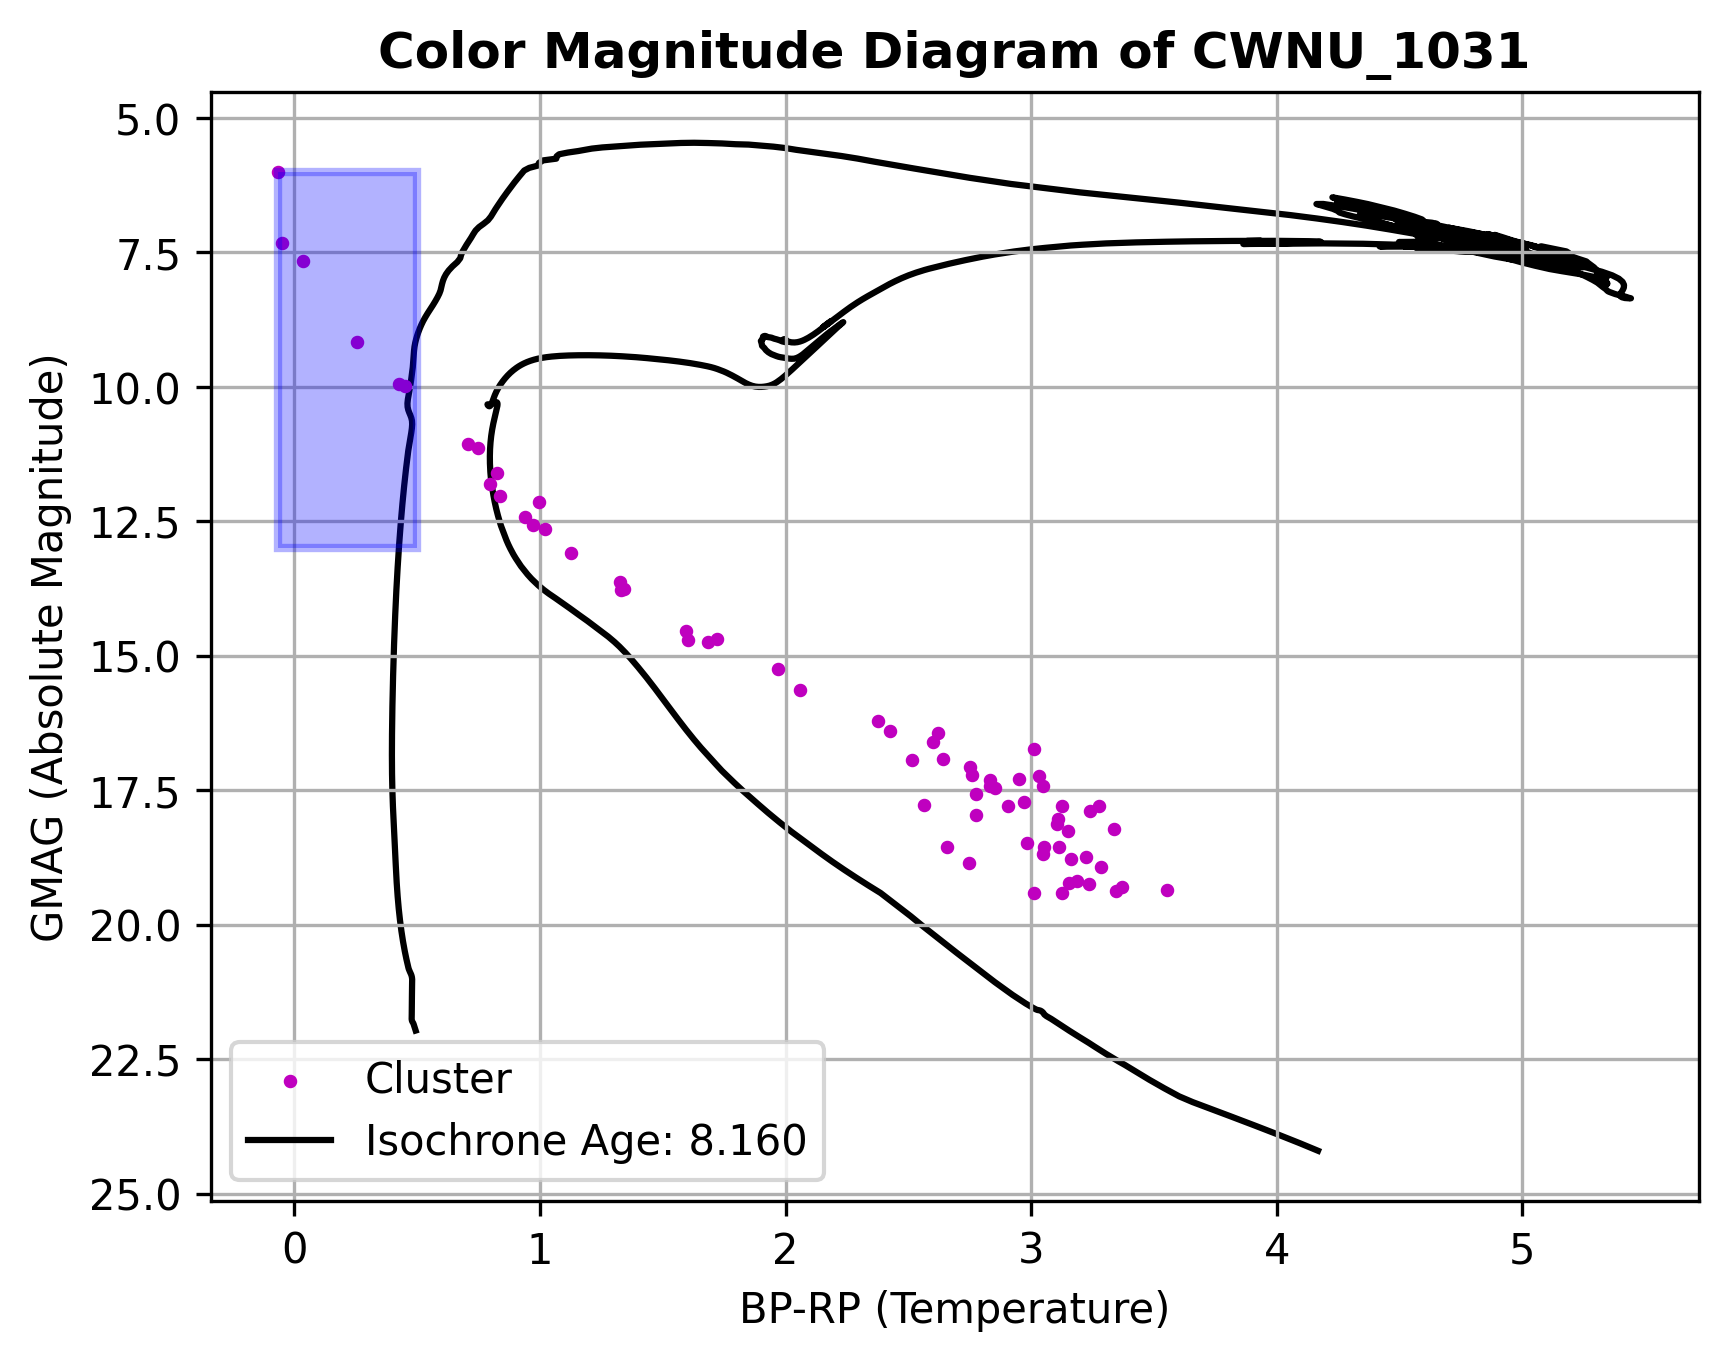 Color Magnitude Diagram of CWNU_1031
GMAG (Absolute Magnitude)
5.0
7.5
10.0
12.5
15.0
17.5
20.0
22.5
25.0
Cluster
Isochrone Age: 8.160
0 1 2 3 4 5
BP-RP (Temperature)